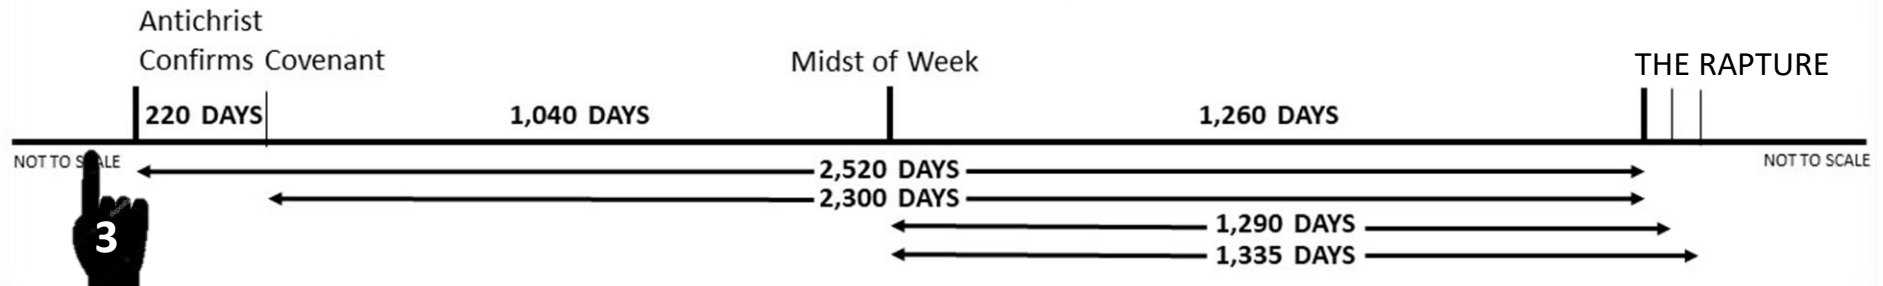 Antichrist
Confirms Covenant
Midst of Week
THE RAPTURE
220 DAYS
1,040 DAYS
1,260 DAYS
NOT TO SCALE
NOT TO SCALE
2,520 DAYS
2,300 DAYS
1,290 DAYS
1,335 DAYS
3